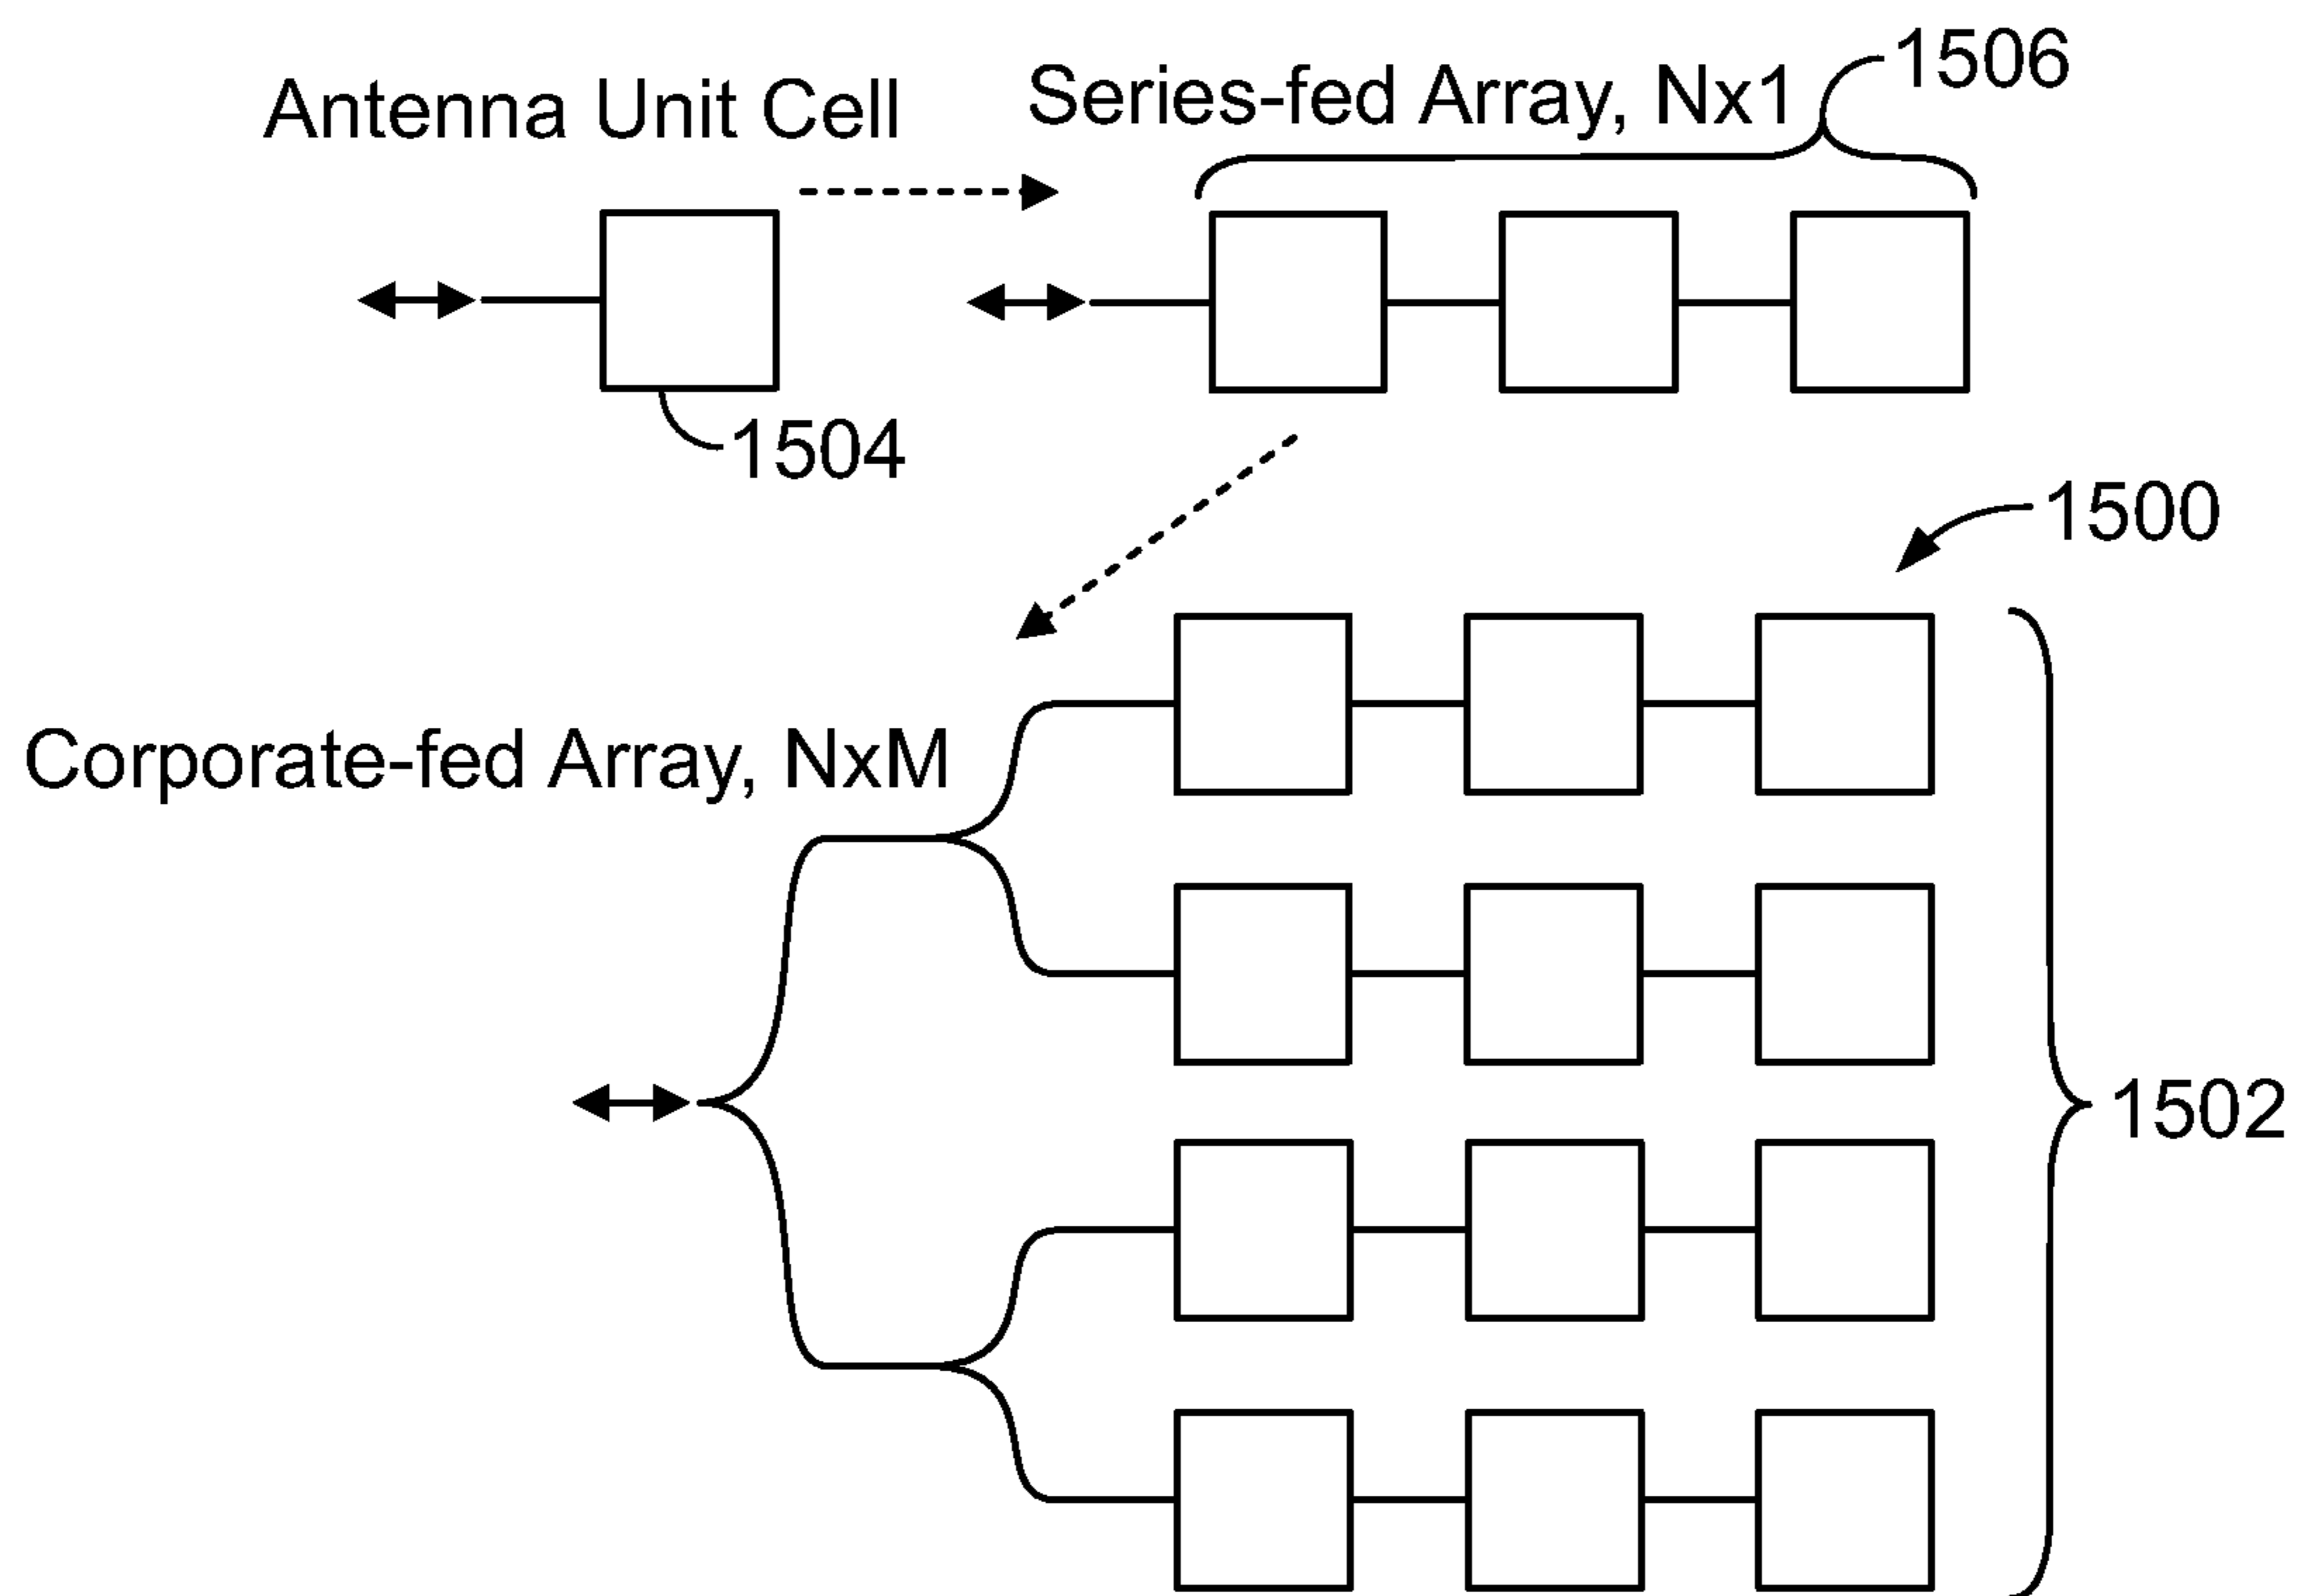 1506
Antenna Unit Cell
Series-fed Array, Nx1
1504
1500
Corporate-fed Array, NxM
1502